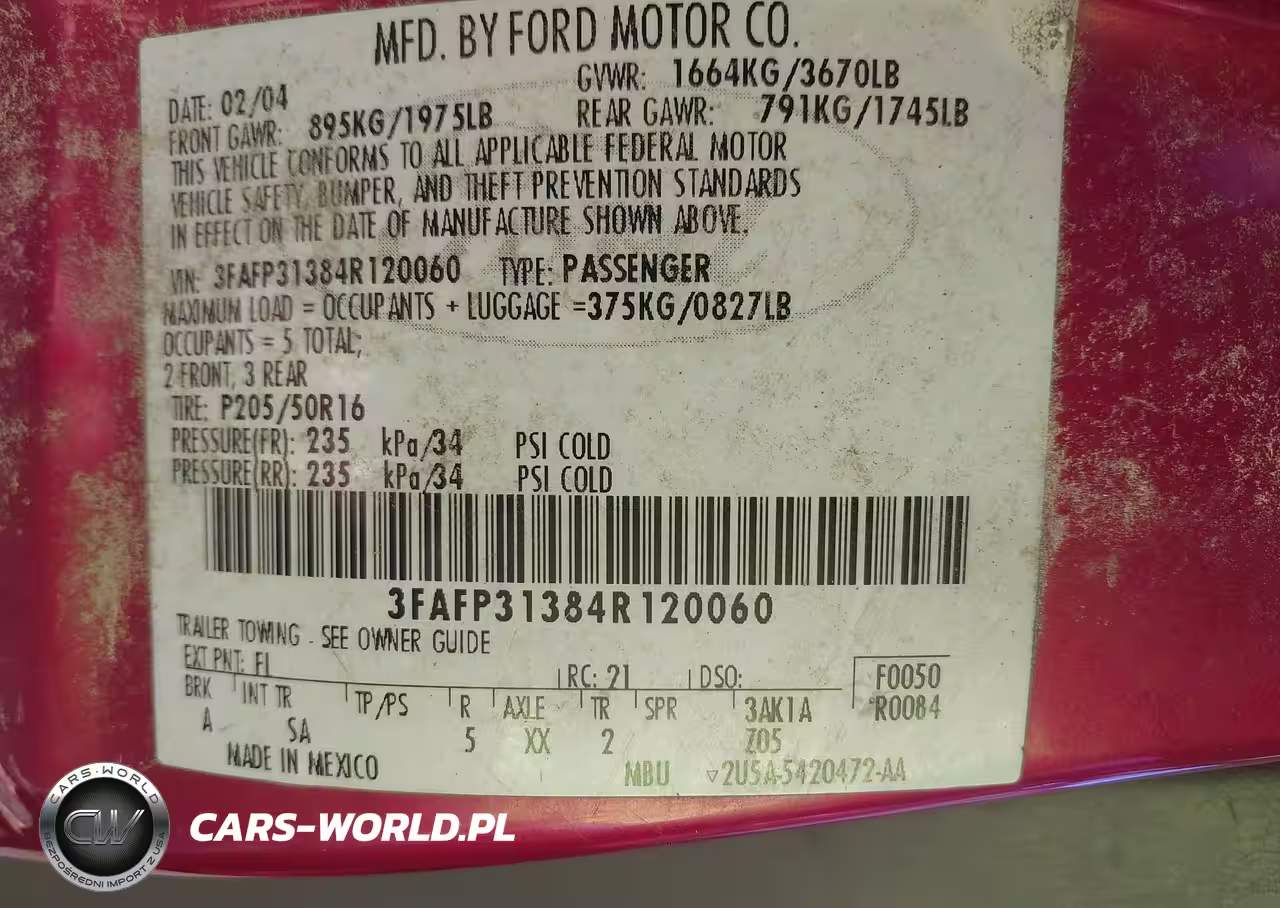 MFD. BY FORD MOTOR CO.
DATE: 02/04 GVWR: 1664KG/3670LB
FRONT GAWR: 895KG/1975LB REAR GAWR: 791KG/1745LB
THIS VEHICLE CONFORMS TO ALL APPLICABLE FEDERAL MOTOR
VEHICLE SAFETY, BUMPER, AND THEFT PREVENTION STANDARDS
IN EFFECT ON THE DATE OF MANUFACTURE SHOWN ABOVE.
VIN: 3FAFP31384R120060 TYPE: PASSENGER
MAXIMUM LOAD = OCCUPANTS + LUGGAGE =375KG/0827LB
OCCUPANTS = 5 TOTAL;
2 FRONT, 3 REAR
TIRE: P205/50R16
PRESSURE(FR): 235 kPa/34 PSI COLD
PRESSURE(RR): 235 kPa/34 PSI COLD
3FAFP31384R120060
TRAILER TOWING - SEE OWNER GUIDE
EXT PNT: FL RC: 21 DSO: F0050
BRK INT TR TP/PS R AXLE TR SPR 3AK1A R0084
A SA 5 XX 2 Z05
MADE IN MEXICO MBU ▽2U5A-5420472-AA
CARS-WORLD
CW
BEZPOŚREDNI IMPORT Z USA
CARS-WORLD.PL